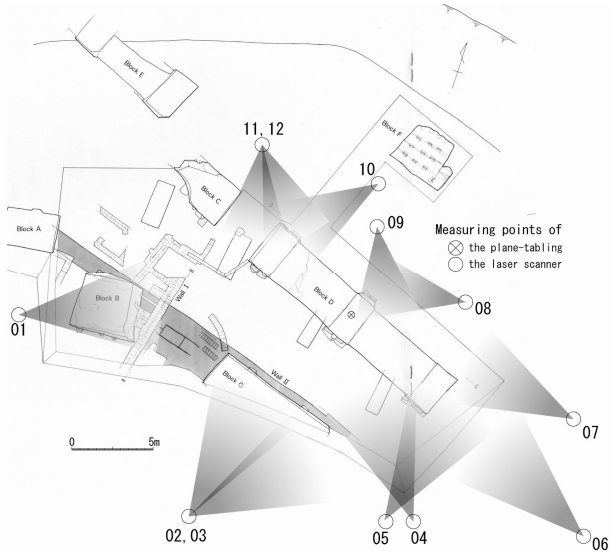 Block E
11, 12
Block F
Block C
10
09
Measuring points of
the plane-tabling
the laser scanner
Block A
Wall I
Block D
Block B
08
01
Wall II
Block G
0 5m
07
02, 03
05
04
06